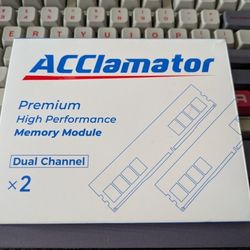 ACClamator
Premium
High Performance
Memory Module
Dual Channel
×2